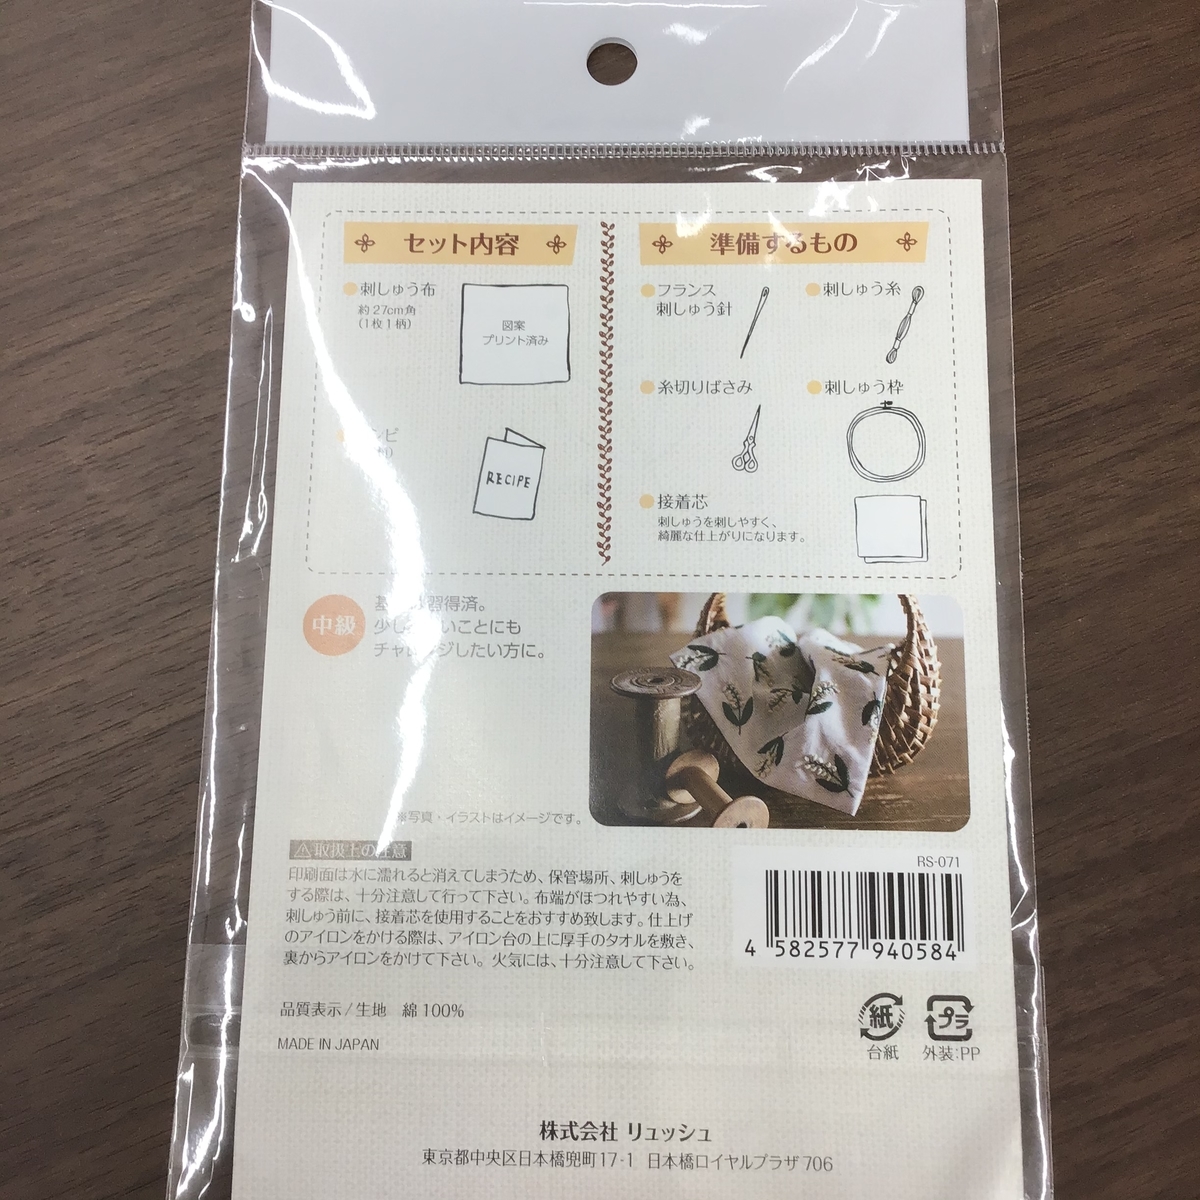 セット内容
刺しゅう布
約27cm角
(1枚1柄)
図案
プリント済み
RECIPE
準備するもの
フランス
刺しゅう針
刺しゅう糸
糸切りばさみ
刺しゅう枠
接着芯
刺しゅうを刺しやすく、
綺麗な仕上がりになります。
中級
習得済。
少し いことにも
チャレンジしたい方に。
※写真・イラストはイメージです。
⚠取扱上の注意
印刷面は水に濡れると消えてしまうため、保管場所、刺しゅうを
する際は、十分注意して行って下さい。布端がほつれやすい為、
刺しゅう前に、接着芯を使用することをおすすめ致します。仕上げ
のアイロンをかける際は、アイロン台の上に厚手のタオルを敷き、
裏からアイロンをかけて下さい。火気には、十分注意して下さい。
RS-071
4 582577 940584
品質表示/生地 綿100%
MADE IN JAPAN
紙
台紙
プラ
外装:PP
株式会社 リュッシュ
東京都中央区日本橋兜町17-1 日本橋ロイヤルプラザ706